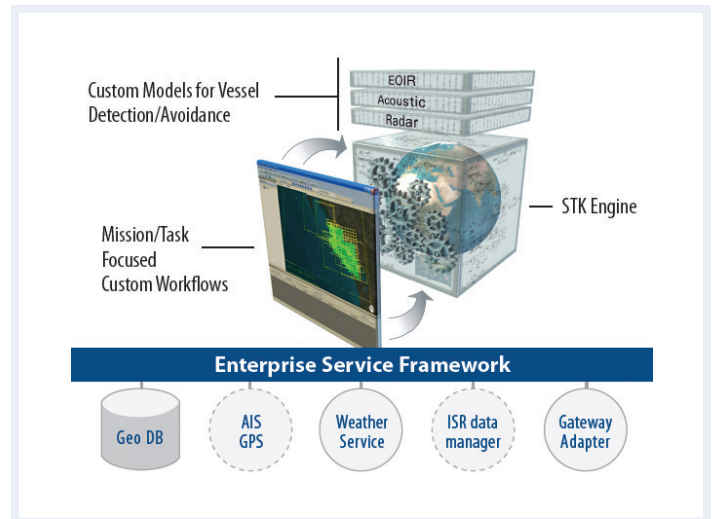 Custom Models for Vessel
Detection/Avoidance
EOIR
Acoustic
Radar
STK Engine
Mission/Task
Focused
Custom Workflows
Enterprise Service Framework
Geo DB
AIS
GPS
Weather
Service
ISR data
manager
Gateway
Adapter